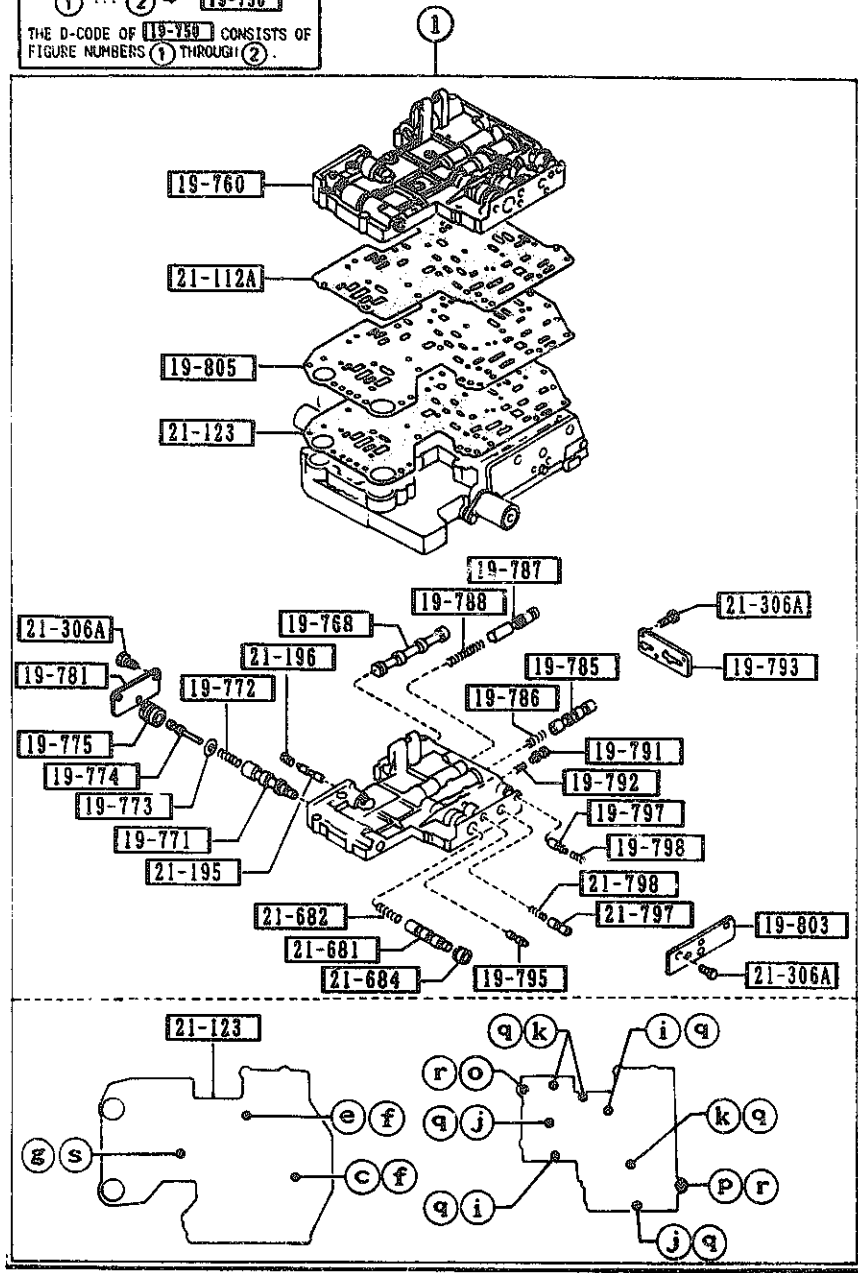 1 ... 2 → 19-750
THE D-CODE OF 19-750 CONSISTS OF
FIGURE NUMBERS 1 THROUGH 2.
1
19-760
21-112A
19-805
21-123
19-787
19-788
19-768
21-306A
21-306A
21-196
19-781
19-772
19-785
19-793
19-786
19-775
19-791
19-774
19-792
19-773
19-797
19-771
19-798
21-195
21-798
21-682
21-797
19-803
21-681
21-684
19-795
21-306A
21-123
q k
i q
r o
e f
q j
k q
g s
c f
p r
q i
j q